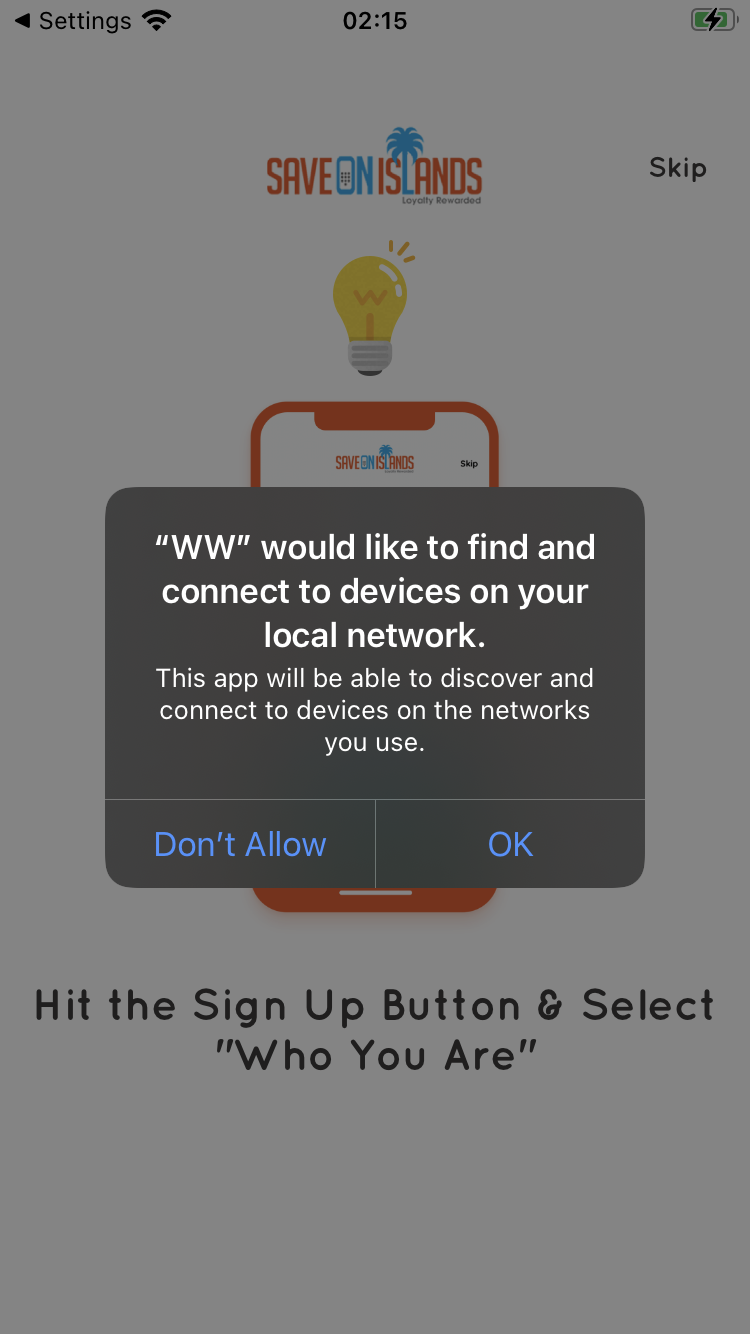 Settings
02:15
SAVE ON ISLANDS
Loyalty Rewarded
Skip
SAVE ON ISLANDS
Skip
“WW” would like to find and
connect to devices on your
local network.
This app will be able to discover and
connect to devices on the networks
you use.
Don’t Allow
OK
Hit the Sign Up Button & Select
"Who You Are"